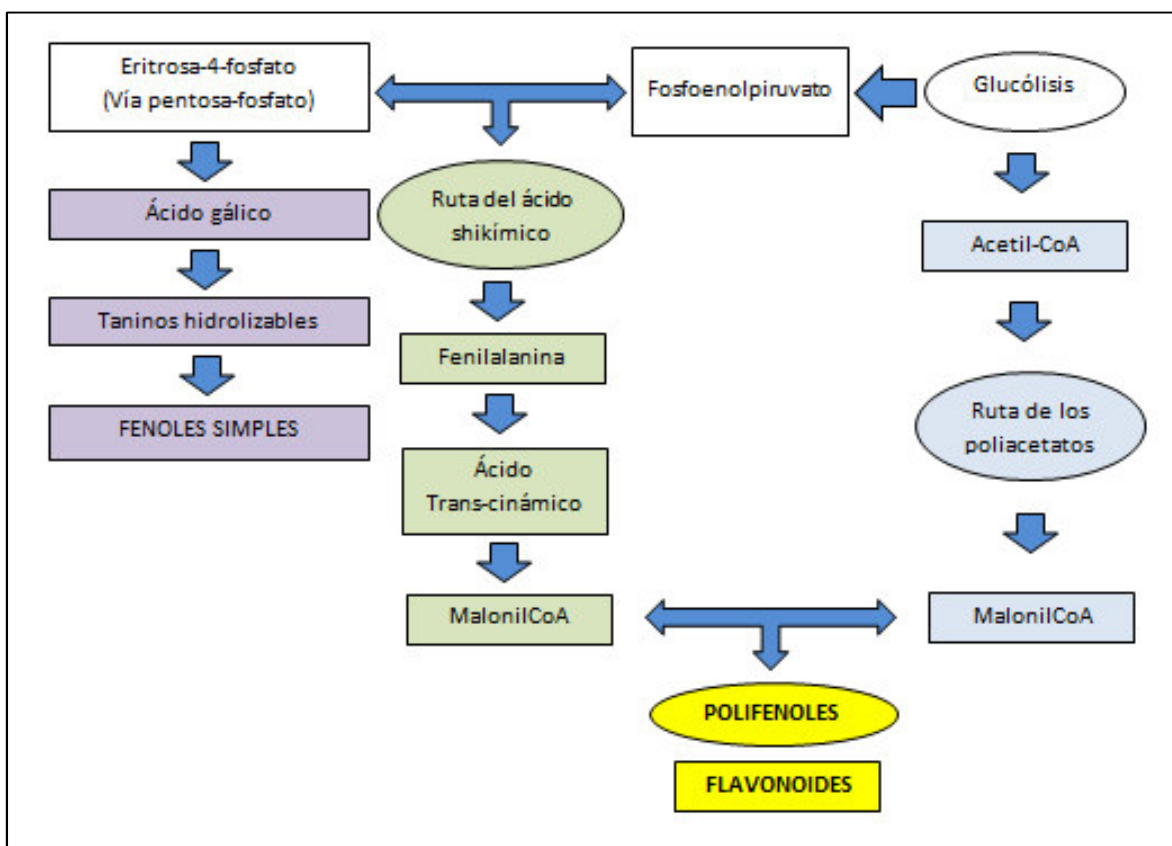 Eritrosa-4-fosfato
(Vía pentosa-fosfato)
Fosfoenolpiruvato
Glucólisis
Ácido gálico
Ruta del ácido
shikímico
Acetil-CoA
Taninos hidrolizables
Fenilalanina
FENOLES SIMPLES
Ruta de los
poliacetatos
Ácido
Trans-cinámico
MalonilCoA
MalonilCoA
POLIFENOLES
FLAVONOIDES